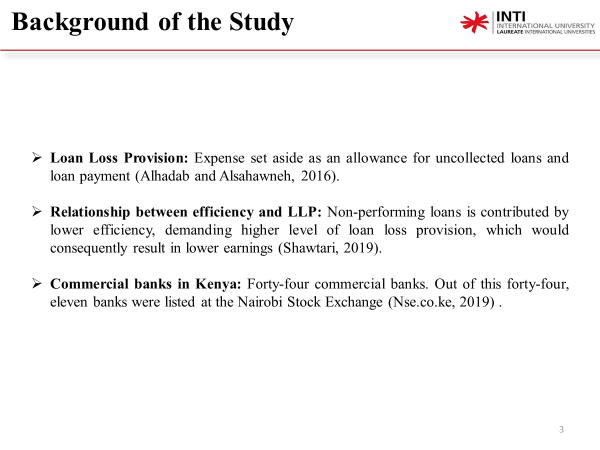 Background of the Study
INTI
INTERNATIONAL UNIVERSITY
LAUREATE INTERNATIONAL UNIVERSITIES
➢ Loan Loss Provision: Expense set aside as an allowance for uncollected loans and
loan payment (Alhadab and Alsahawneh, 2016).
➢ Relationship between efficiency and LLP: Non-performing loans is contributed by
lower efficiency, demanding higher level of loan loss provision, which would
consequently result in lower earnings (Shawtari, 2019).
➢ Commercial banks in Kenya: Forty-four commercial banks. Out of this forty-four,
eleven banks were listed at the Nairobi Stock Exchange (Nse.co.ke, 2019) .
3